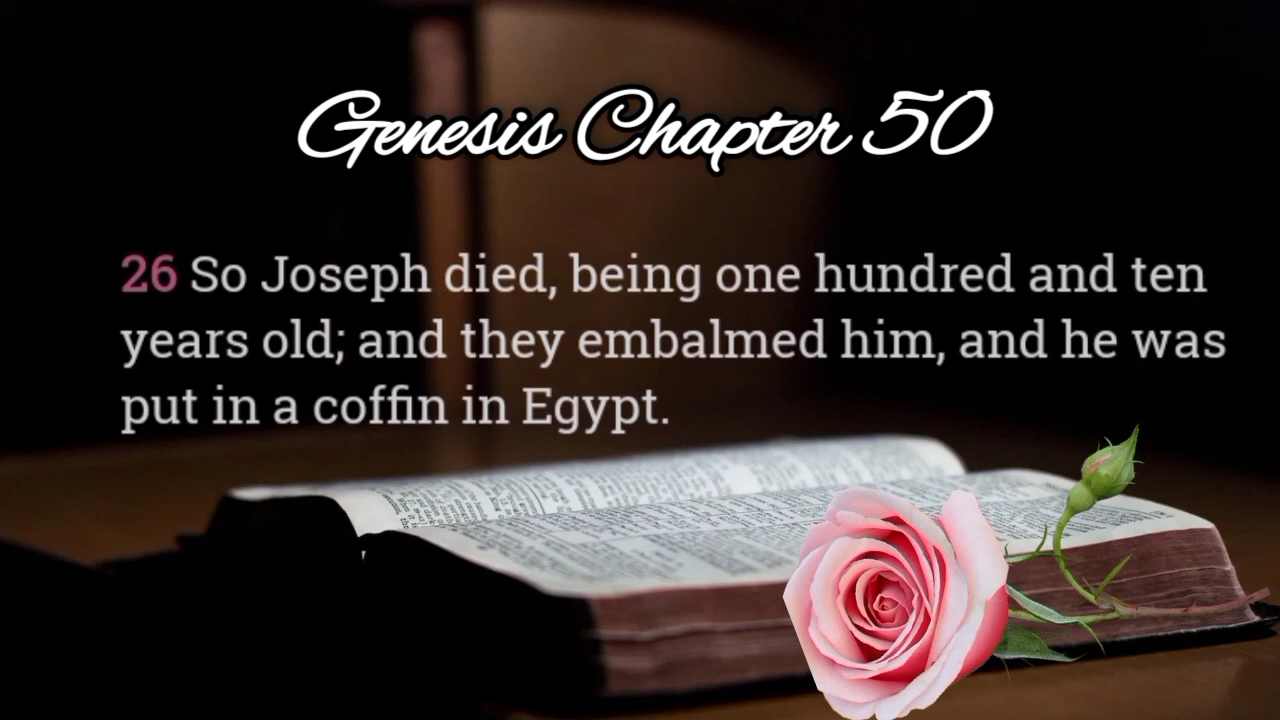 Genesis Chapter 50
26 So Joseph died, being one hundred and ten
years old; and they embalmed him, and he was
put in a coffin in Egypt.